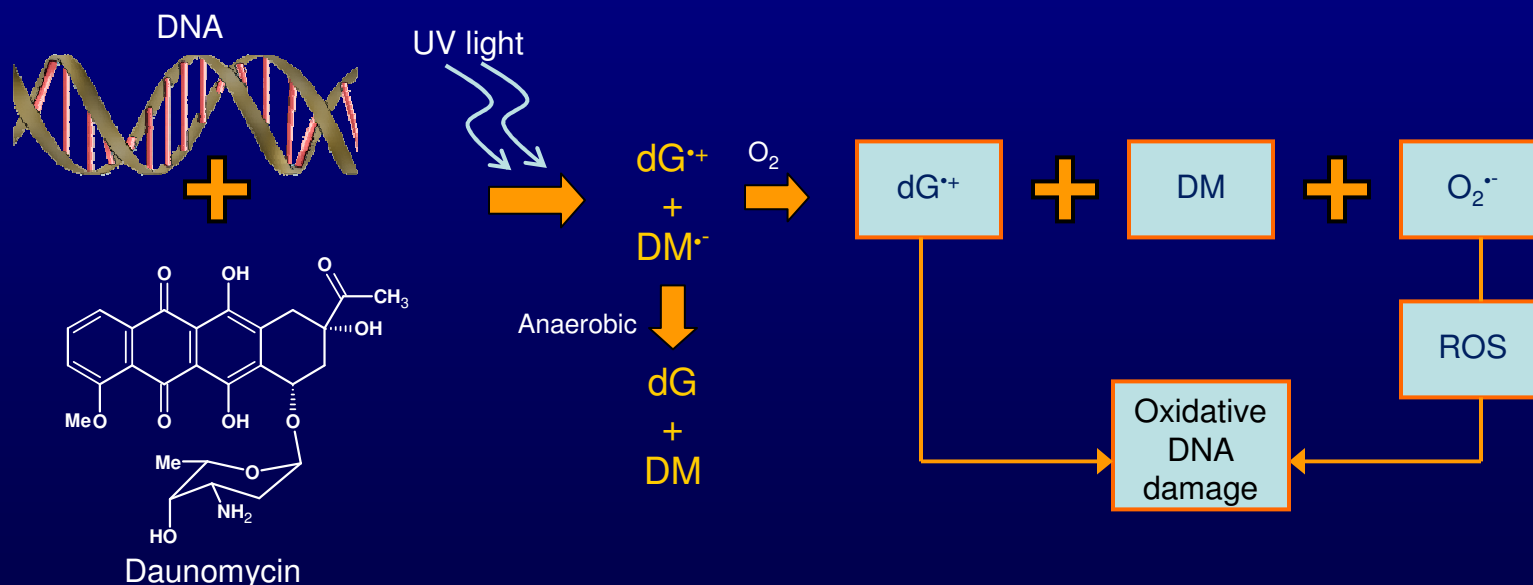 DNA
UV light
dG•+
+
DM•-
O2
dG•+
DM
O2•-
Anaerobic
dG
+
DM
ROS
Oxidative
DNA
damage
O
OH
O
CH3
OH
MeO
O
OH
O
Me
O
NH2
HO
Daunomycin